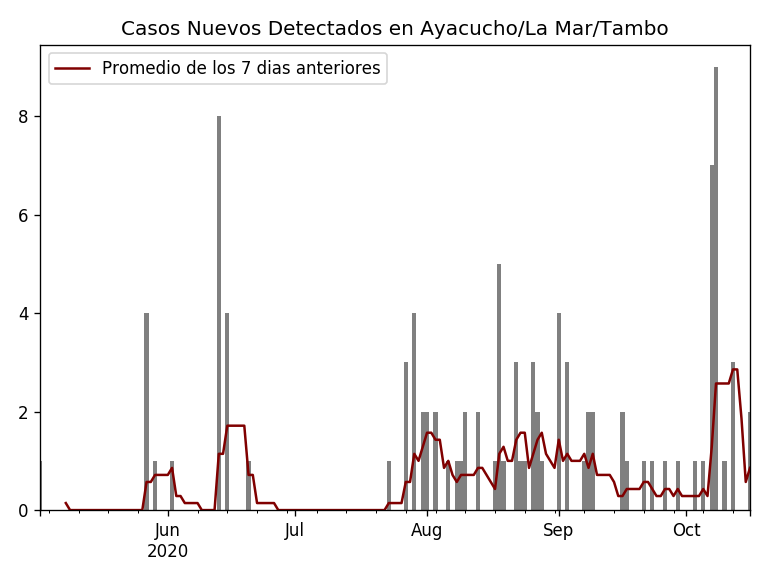 Casos Nuevos Detectados en Ayacucho/La Mar/Tambo
Promedio de los 7 dias anteriores
8
6
4
2
0
Jun
2020
Jul
Aug
Sep
Oct